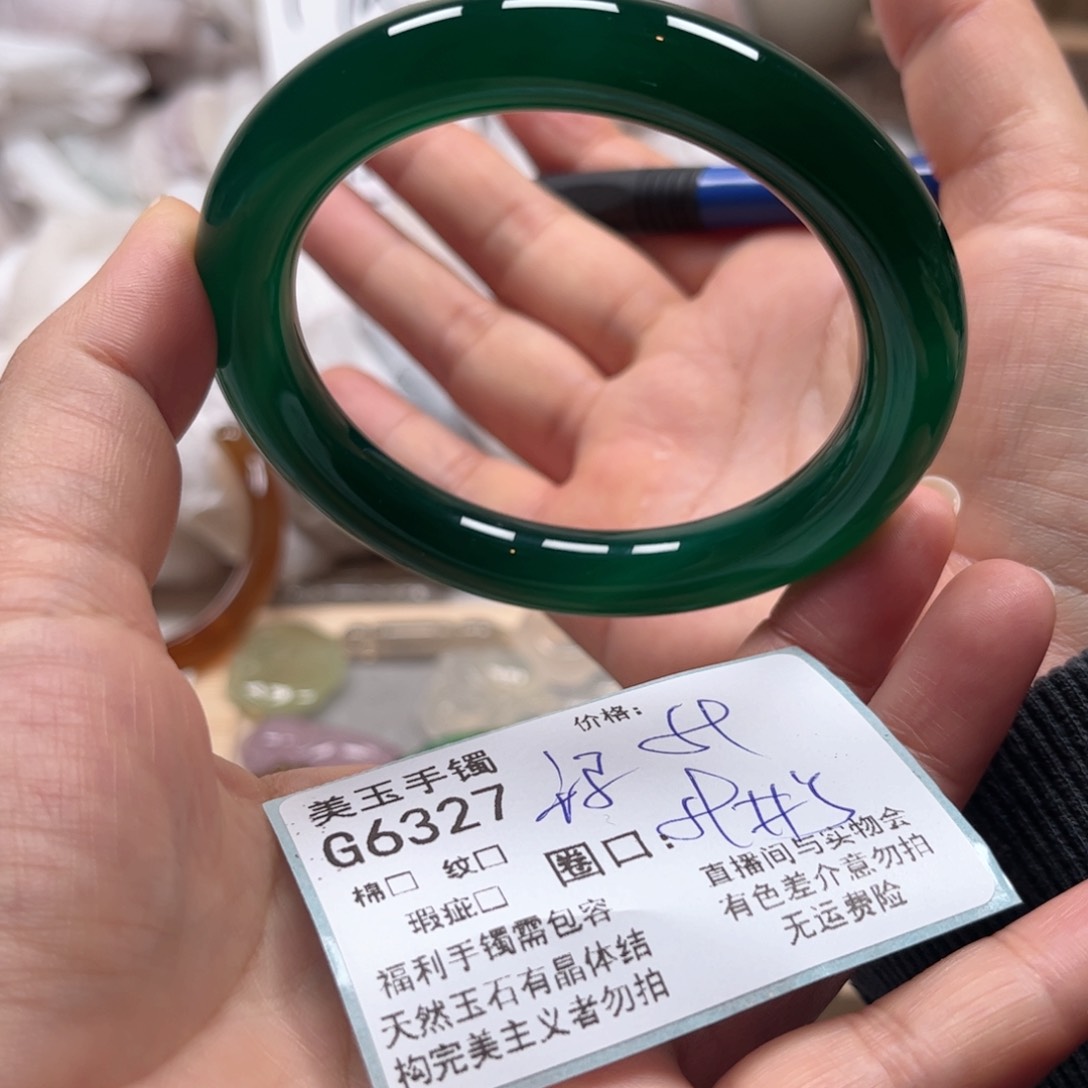 价格:
美玉手镯
G6327
棉□ 纹□
瑕疵□
圈口:
福利手镯需包容
天然玉石有晶体结
构完美主义者勿拍
直播间与实物会
有色差介意勿拍
无运费险